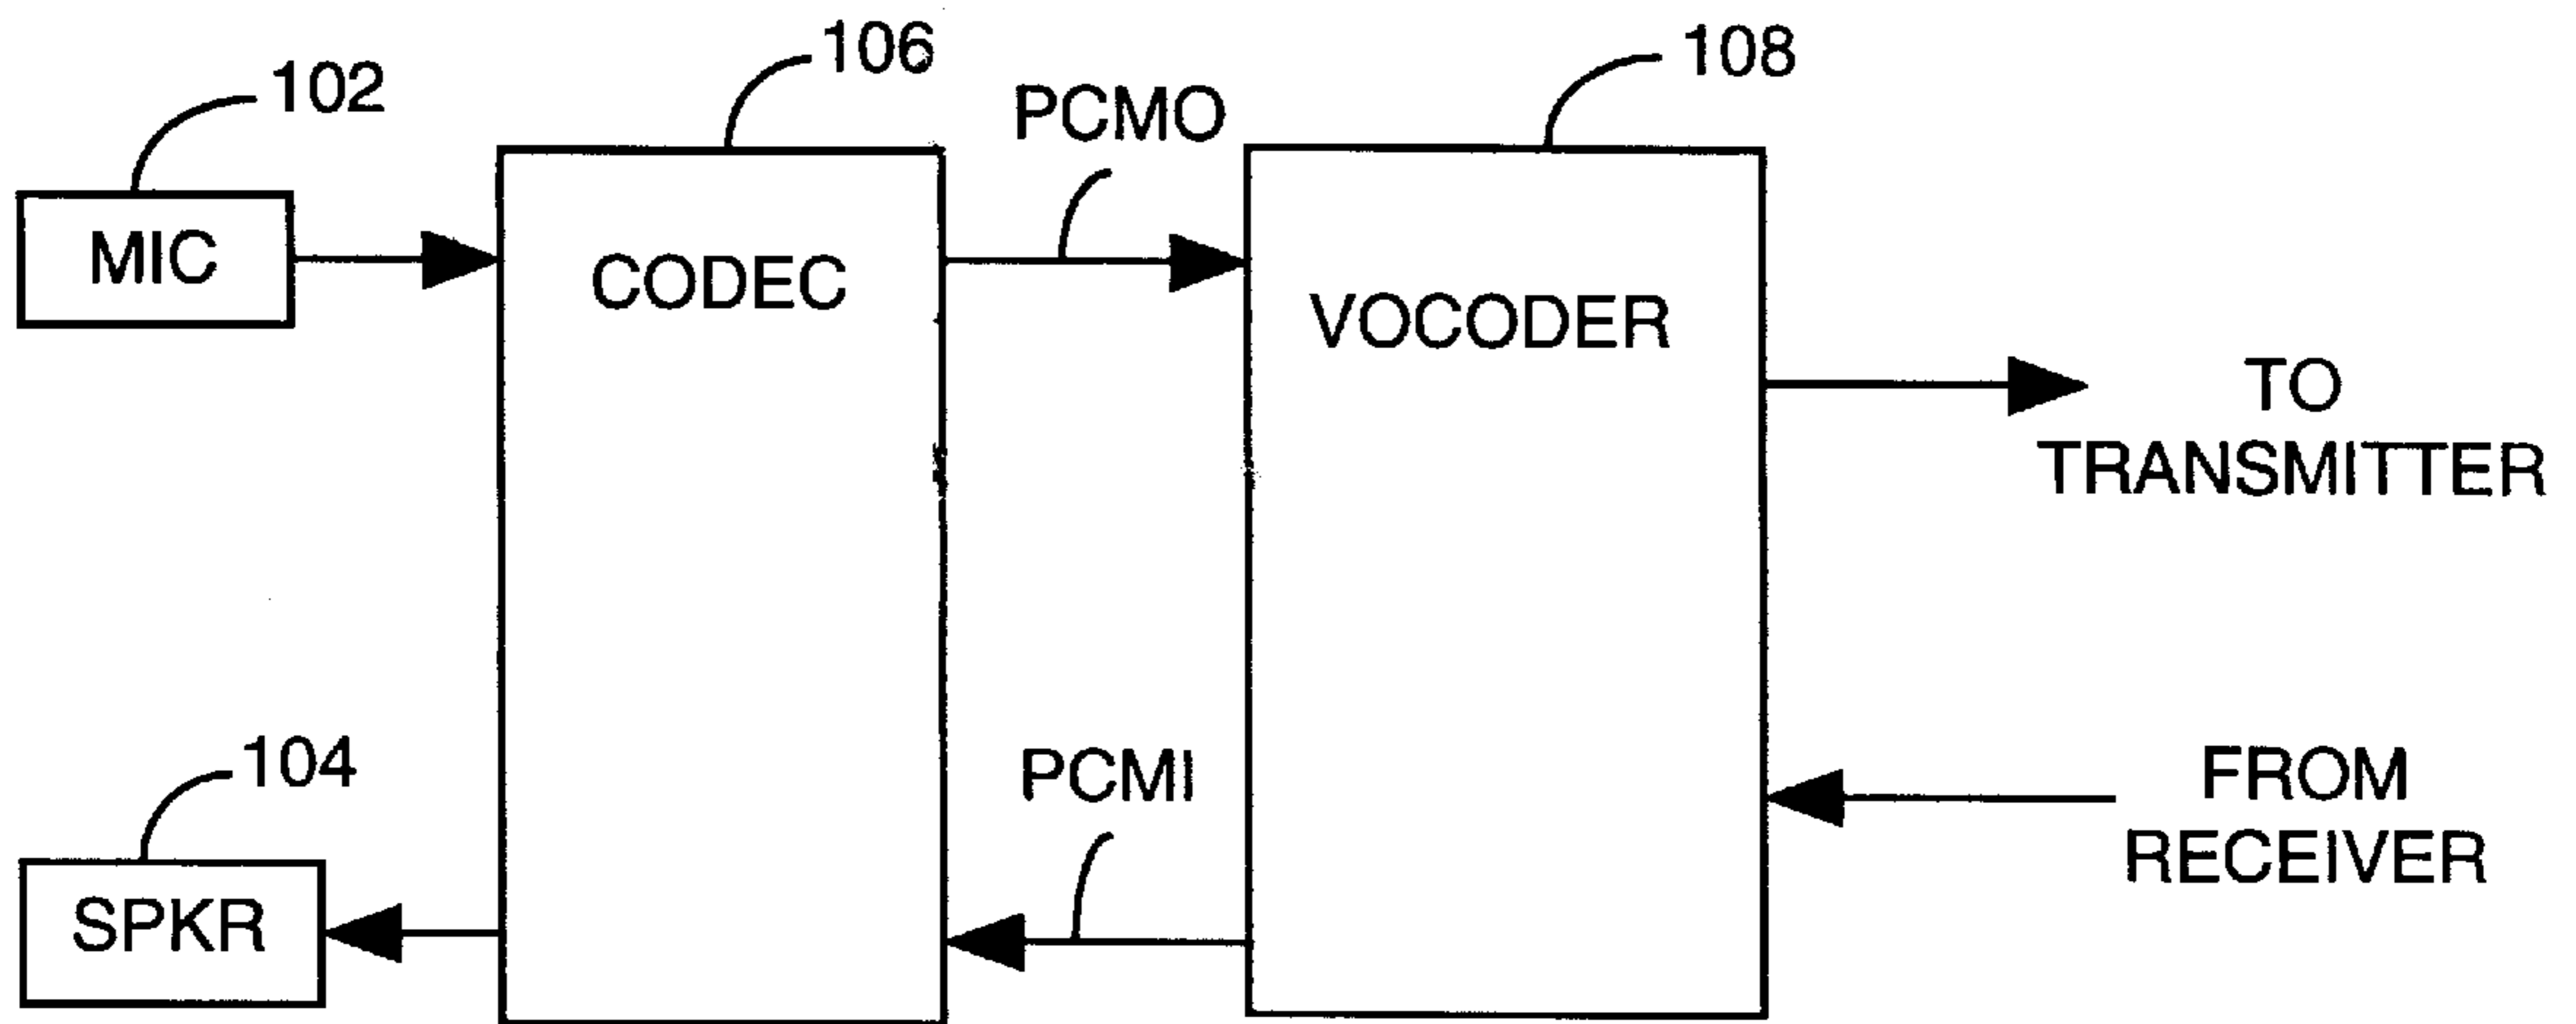 102
106
108
PCMO
MIC
CODEC
VOCODER
TO
TRANSMITTER
104
PCMI
FROM
RECEIVER
SPKR